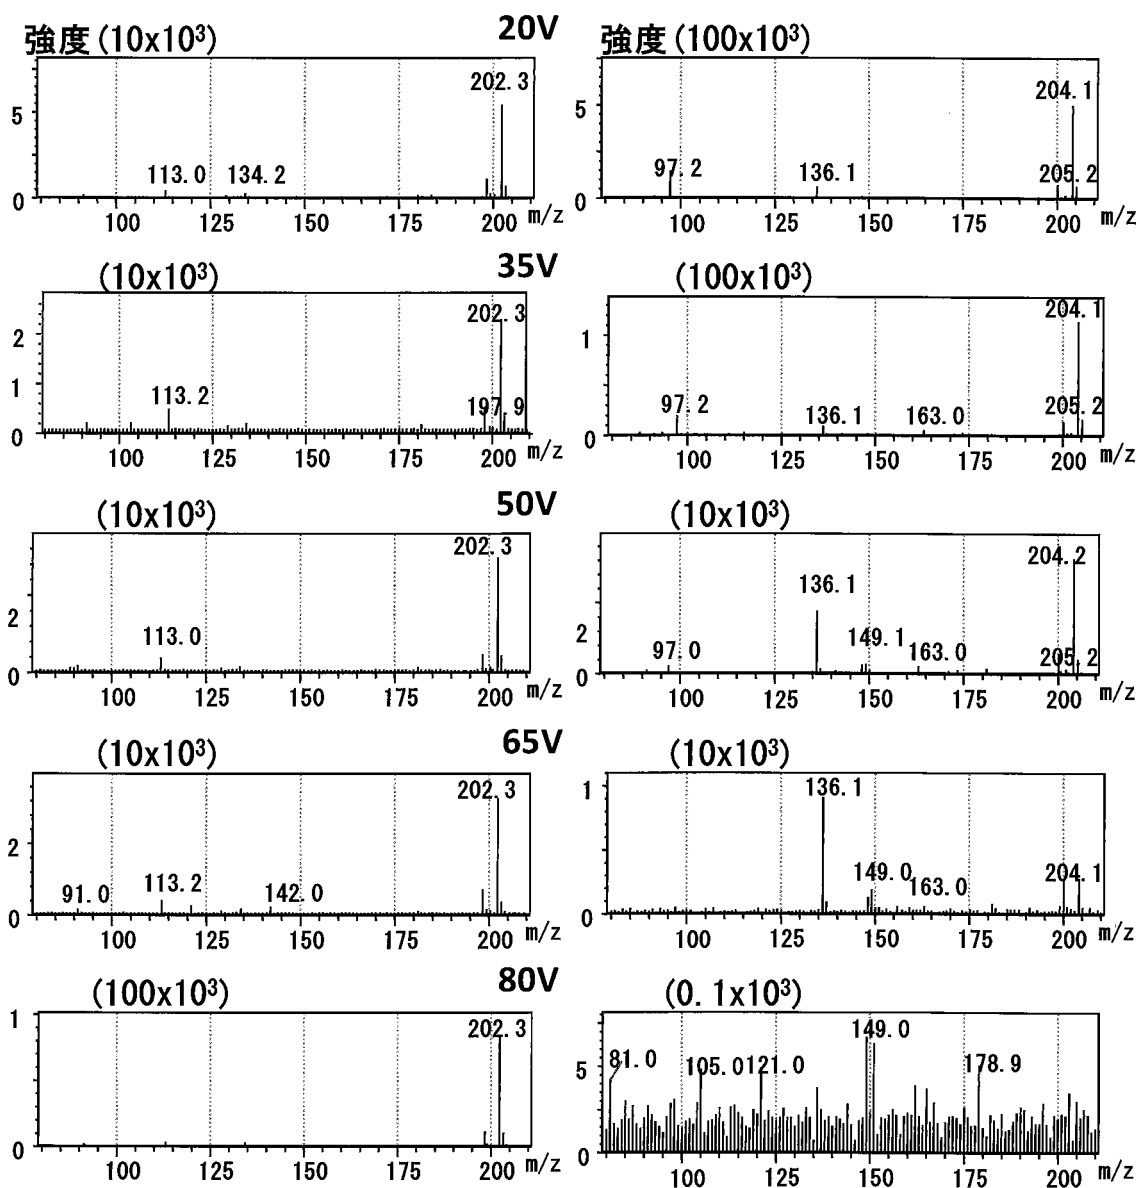 強度(10x10³) 20V 強度(100x10³)
5
0
202.3
113.0 134.2
100 125 150 175 200 m/z
5
0
204.1
97.2 136.1 205.2
100 125 150 175 200 m/z
(10x10³) 35V (100x10³)
2
1
0
202.3
113.2 197.9
100 125 150 175 200 m/z
1
0
204.1
97.2 136.1 163.0 205.2
100 125 150 175 200 m/z
(10x10³) 50V (10x10³)
2
0
202.3
113.0
100 125 150 175 200 m/z
2
0
204.2
136.1
97.0 149.1 163.0 205.2
100 125 150 175 200 m/z
(10x10³) 65V (10x10³)
2
0
202.3
91.0 113.2 142.0
100 125 150 175 200 m/z
1
0
136.1
149.0 163.0 204.1
100 125 150 175 200 m/z
(100x10³) 80V (0.1x10³)
1
0
202.3
100 125 150 175 200 m/z
5
0
149.0
81.0 105.0 121.0 178.9
100 125 150 175 200 m/z